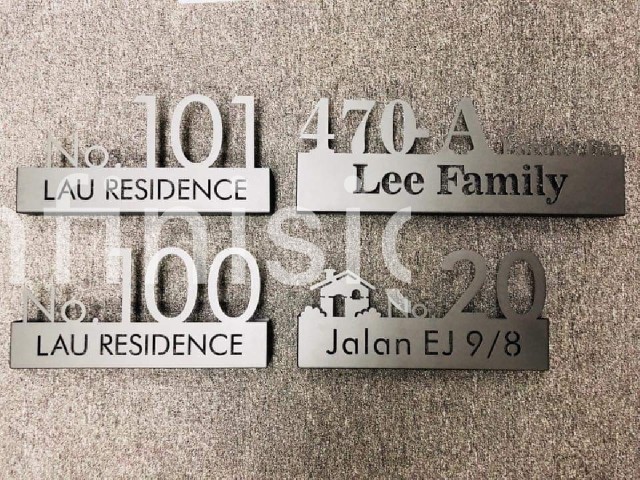 No. 101
LAU RESIDENCE
470-A
Lee Family
No. 100
LAU RESIDENCE
No. 20
Jalan EJ 9/8